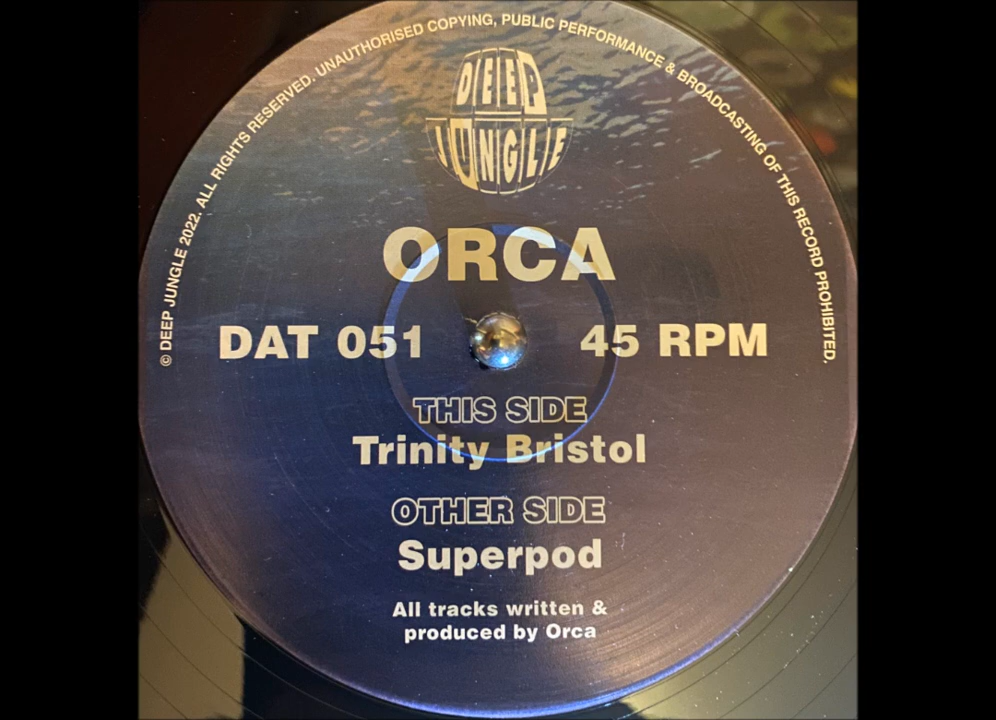 © DEEP JUNGLE 2022. ALL RIGHTS RESERVED. UNAUTHORISED COPYING, PUBLIC PERFORMANCE & BROADCASTING OF THIS RECORD PROHIBITED,
DEEP
JUNGLE
ORCA
DAT 051 45 RPM
THIS SIDE
Trinity Bristol
OTHER SIDE
Superpod
All tracks written &
produced by Orca